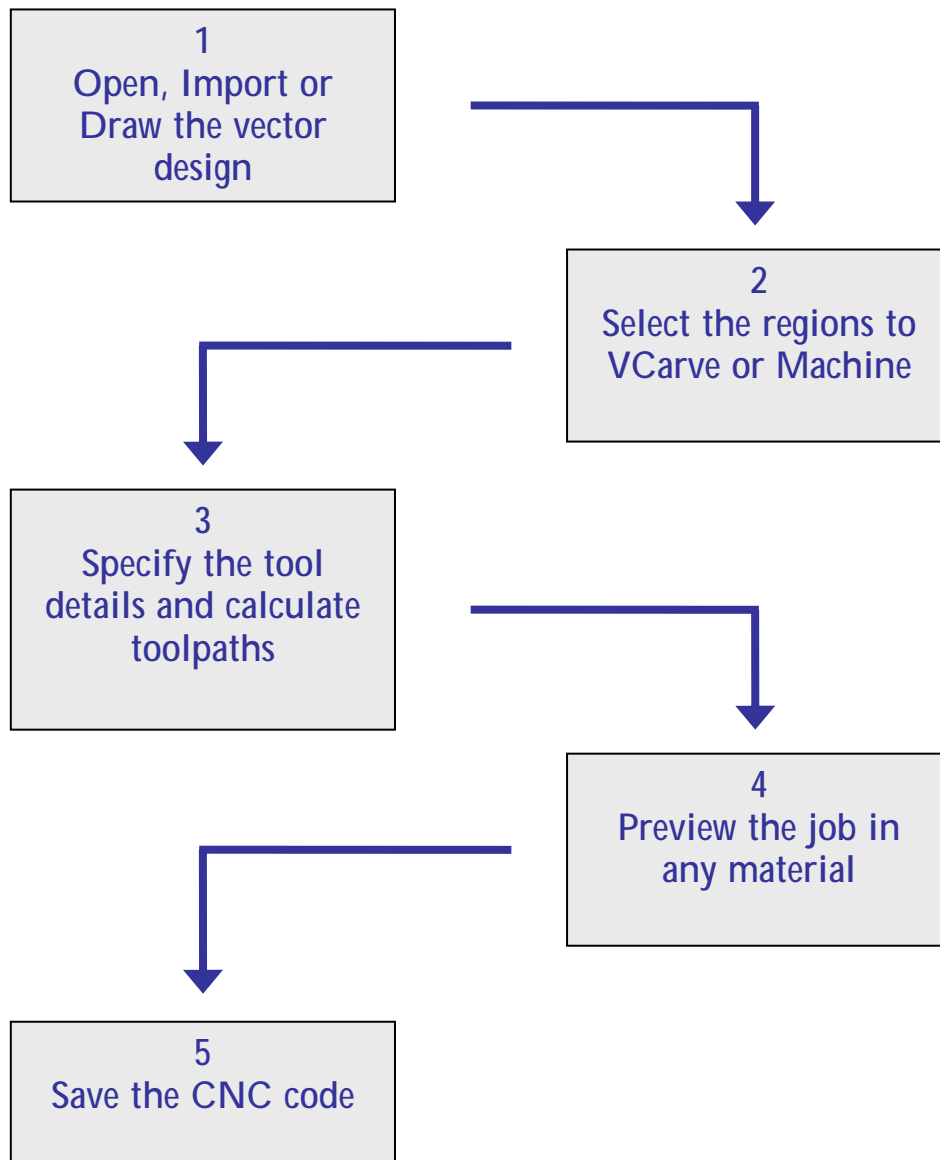 1
Open, Import or
Draw the vector
design
2
Select the regions to
VCarve or Machine
3
Specify the tool
details and calculate
toolpaths
4
Preview the job in
any material
5
Save the CNC code